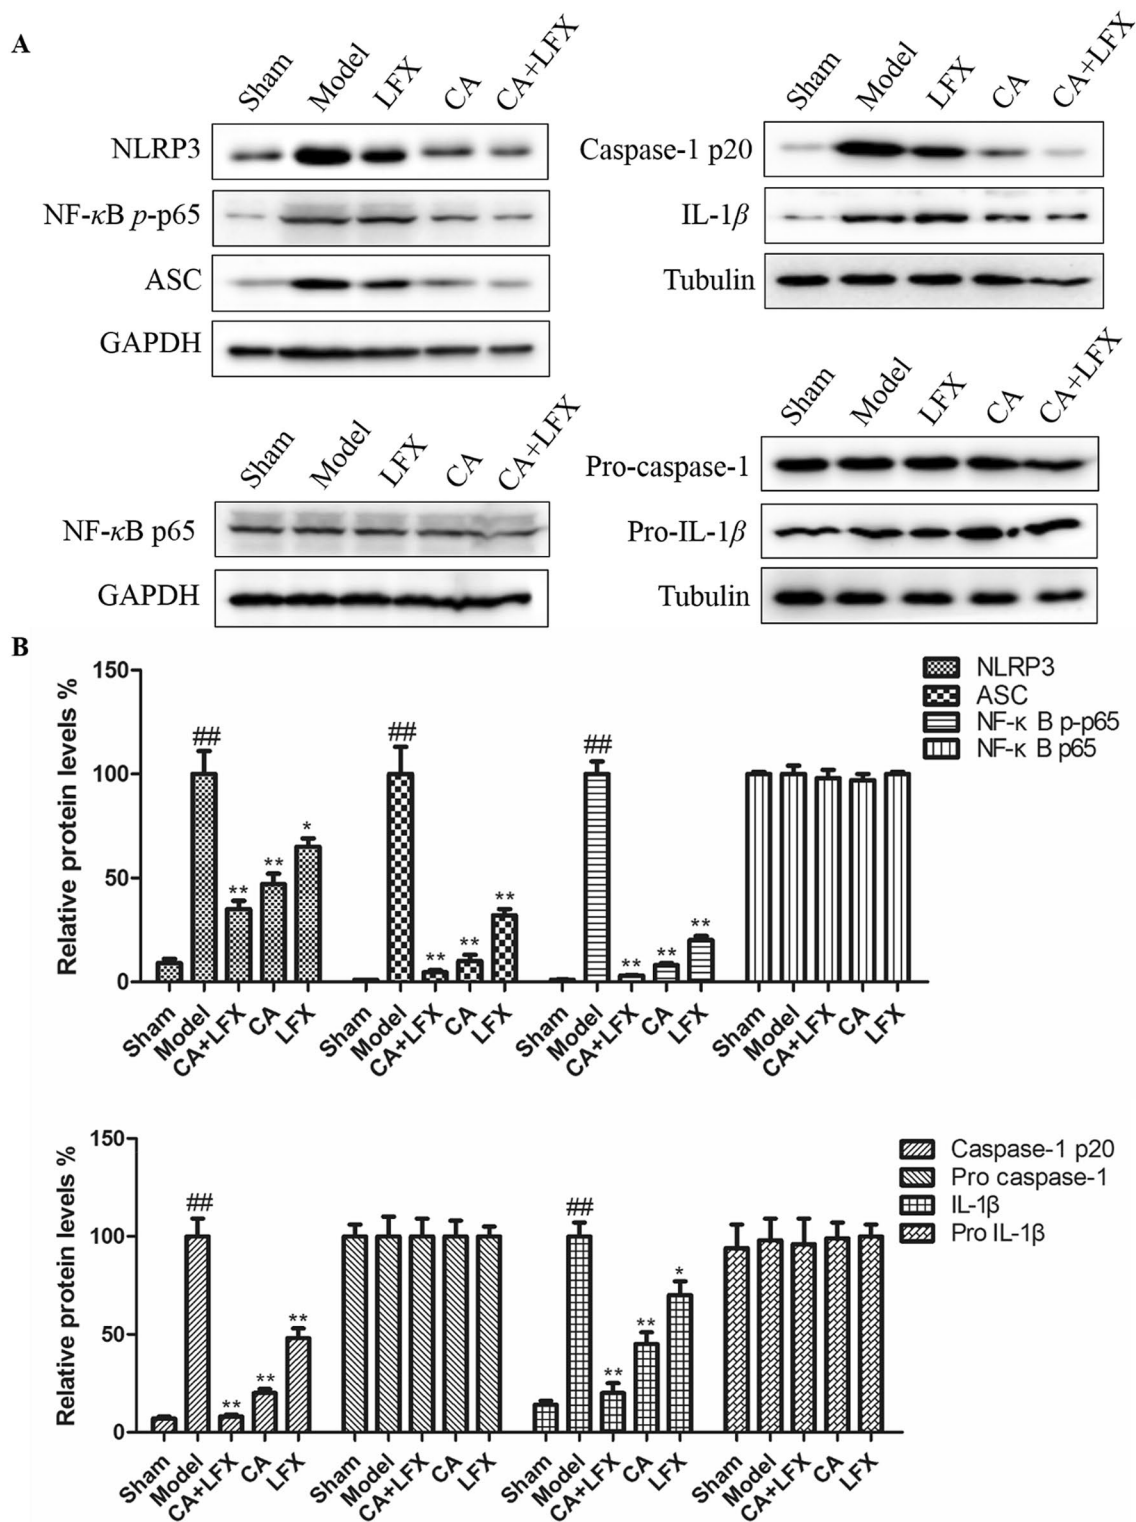 A
Sham Model LFX CA CA+LFX
NLRP3
NF-κB p-p65
ASC
GAPDH
Sham Model LFX CA CA+LFX
Caspase-1 p20
IL-1β
Tubulin
Sham Model LFX CA CA+LFX
NF-κB p65
GAPDH
Sham Model LFX CA CA+LFX
Pro-caspase-1
Pro-IL-1β
Tubulin
B
Relative protein levels %
150
100
50
0
## ** ** * ## ** ** ** ## ** ** **
NLRP3
ASC
NF-κ B p-p65
NF-κ B p65
Sham Model CA+LFX CA LFX Sham Model CA+LFX CA LFX Sham Model CA+LFX CA LFX Sham Model CA+LFX CA LFX
Relative protein levels %
150
100
50
0
## ** ** ** ## ** ** *
Caspase-1 p20
Pro caspase-1
IL-1β
Pro IL-1β
Sham Model CA+LFX CA LFX Sham Model CA+LFX CA LFX Sham Model CA+LFX CA LFX Sham Model CA+LFX CA LFX